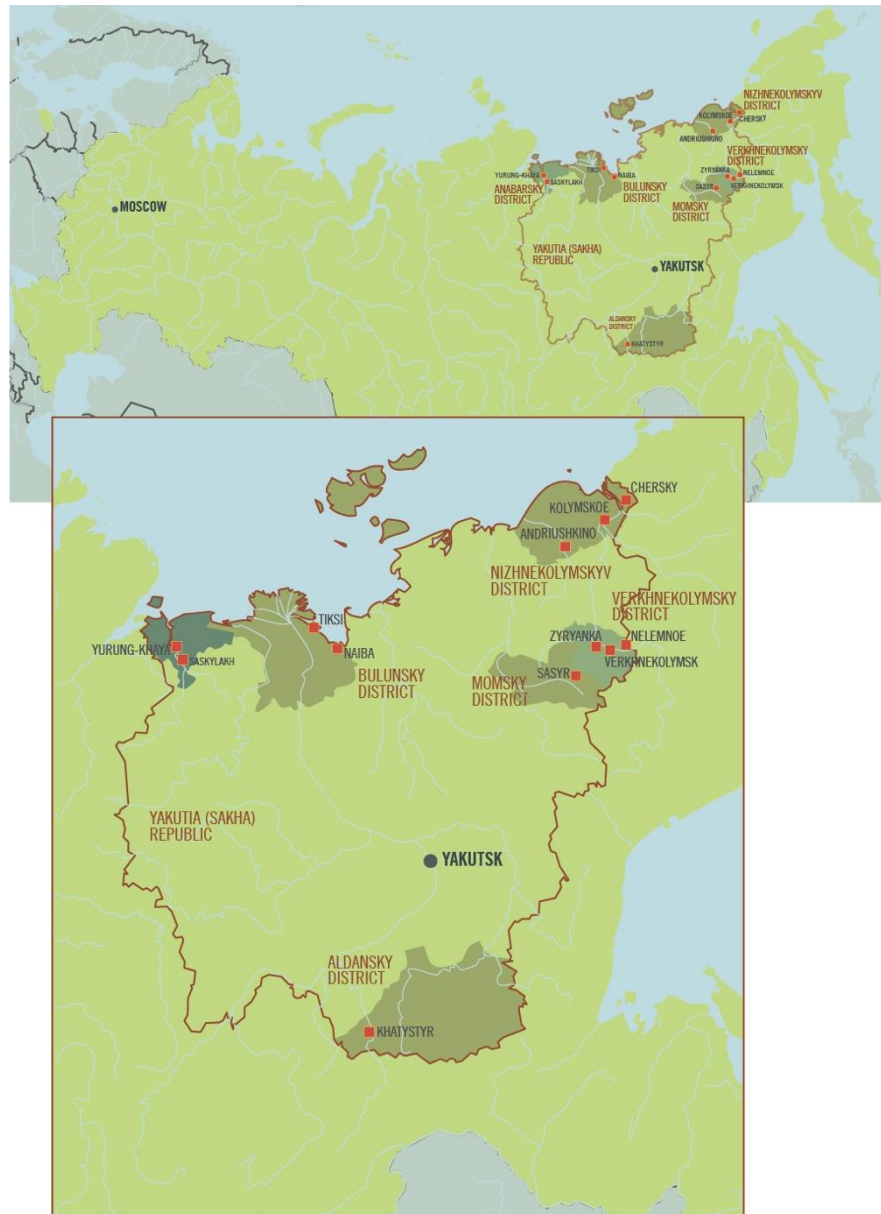 NIZHNEKOLYMSKYV
DISTRICT
KOLYMSKOE
CHERSKY
ANDRIUSHKINO
VERKHNEKOLYMSKY
DISTRICT
ZYRYANKA
NELEMNOE
SASYR
VERKHNEKOLYMSK
MOMSKY
DISTRICT
TIKSI
NAIBA
BULUNSKY
DISTRICT
YURUNG-KHAYA
SASKYLAKH
ANABARSKY
DISTRICT
MOSCOW
YAKUTIA (SAKHA)
REPUBLIC
YAKUTSK
ALDANSKY
DISTRICT
KHATYSTYR
CHERSKY
KOLYMSKOE
ANDRIUSHKINO
NIZHNEKOLYMSKYV
DISTRICT
VERKHNEKOLYMSKY
DISTRICT
TIKSI
ZYRYANKA
NELEMNOE
YURUNG-KHAYA
NAIBA
VERKHNEKOLYMSK
SASKYLAKH
BULUNSKY
DISTRICT
SASYR
MOMSKY
DISTRICT
YAKUTIA (SAKHA)
REPUBLIC
YAKUTSK
ALDANSKY
DISTRICT
KHATYSTYR